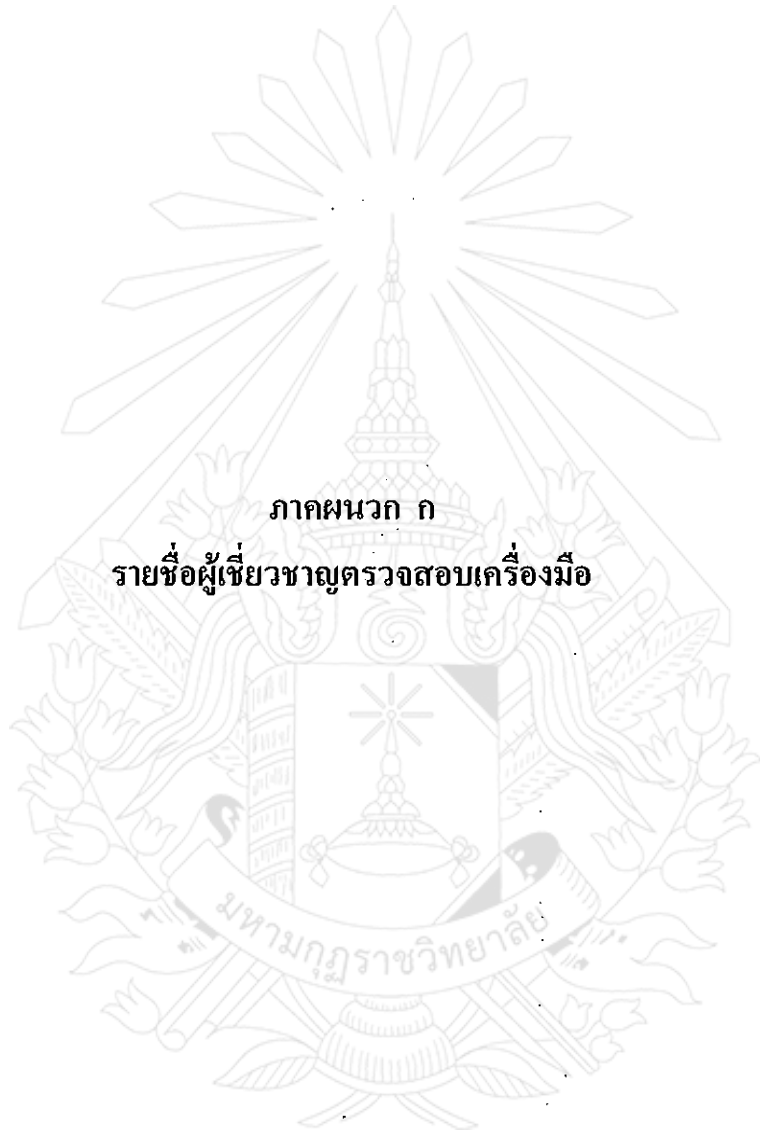 ภาคผนวก ก
รายชื่อผู้เชี่ยวชาญตรวจสอบเครื่องมือ
มหามกุฏราชวิทยาลัย